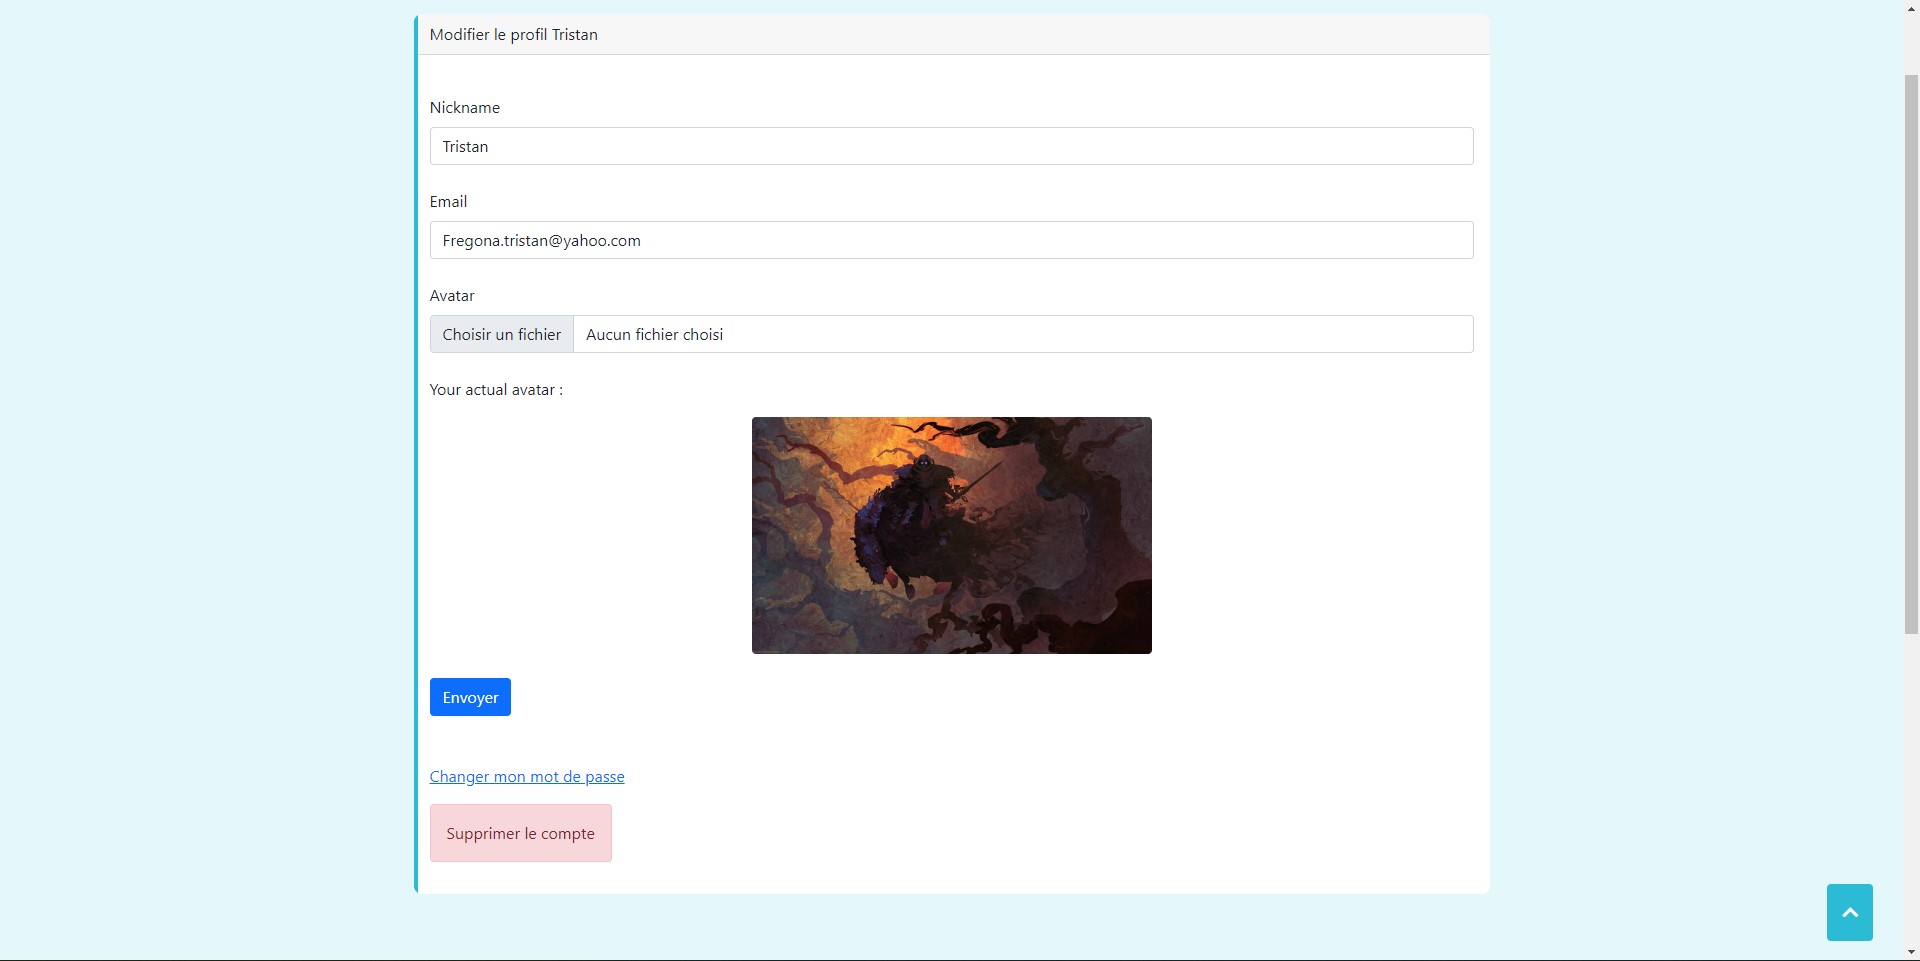 Modifier le profil Tristan
Nickname
Tristan
Email
Fregona.tristan@yahoo.com
Avatar
Choisir un fichier Aucun fichier choisi
Your actual avatar :
Envoyer
Changer mon mot de passe
Supprimer le compte